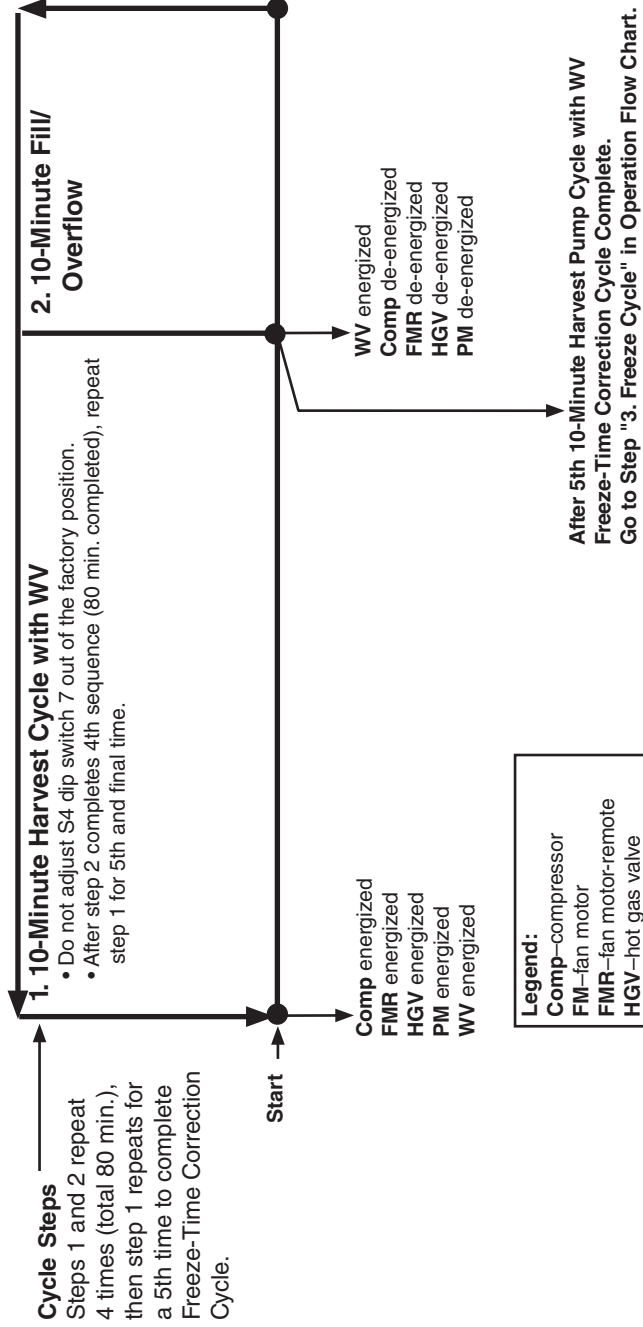 Cycle Steps
Steps 1 and 2 repeat
4 times (total 80 min.),
then step 1 repeats for
a 5th time to complete
Freeze-Time Correction
Cycle.
Start
1. 10-Minute Harvest Cycle with WV
• Do not adjust S4 dip switch 7 out of the factory position.
• After step 2 completes 4th sequence (80 min. completed), repeat
step 1 for 5th and final time.
2. 10-Minute Fill/
Overflow
Comp energized
FMR energized
HGV energized
PM energized
WV energized
WV energized
Comp de-energized
FMR de-energized
HGV de-energized
PM de-energized
After 5th 10-Minute Harvest Pump Cycle with WV
Freeze-Time Correction Cycle Complete.
Go to Step "3. Freeze Cycle" in Operation Flow Chart.
Legend:
Comp–compressor
FM–fan motor
FMR–fan motor-remote
HGV–hot gas valve